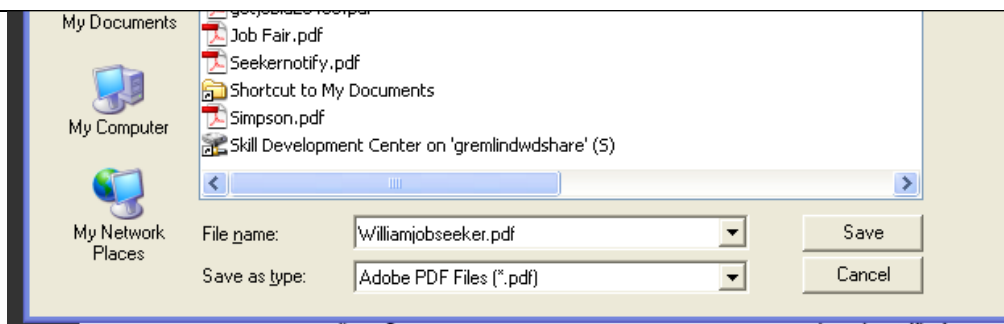 My Documents
Job Fair.pdf
Seekernotify.pdf
Shortcut to My Documents
Simpson.pdf
My Computer
Skill Development Center on 'gremlindwdshare' (S)
My Network
Places
File name:
Williamjobseeker.pdf
Save
Save as type:
Adobe PDF Files (*.pdf)
Cancel